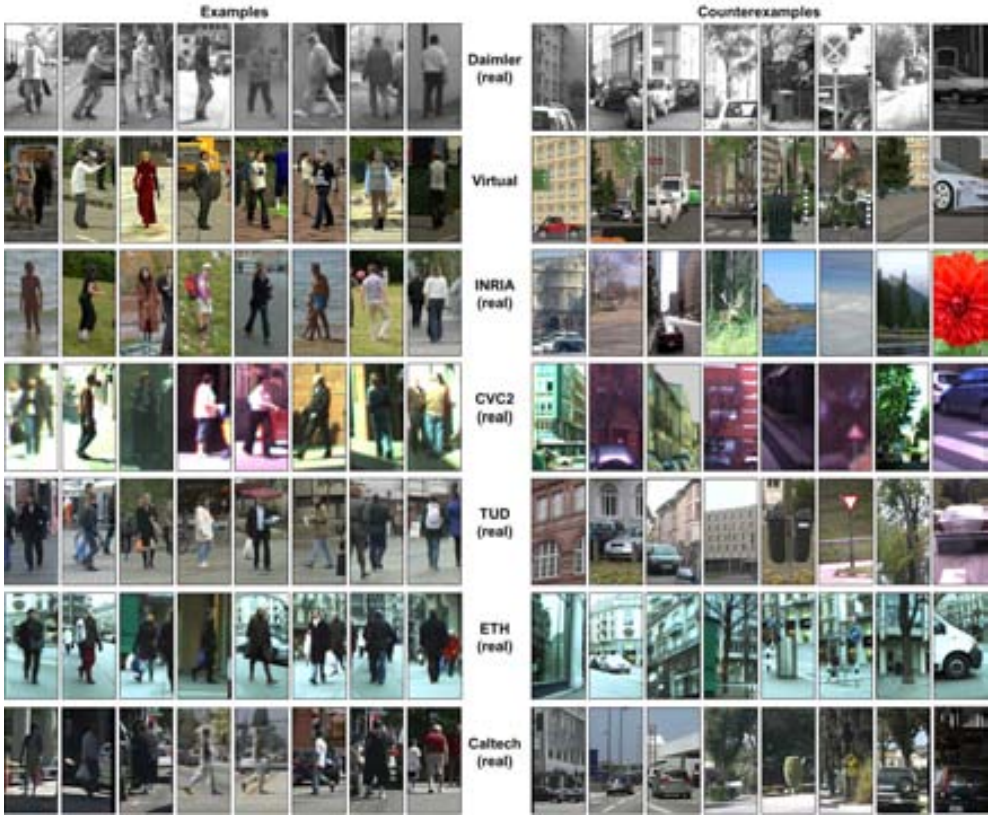 Examples
Counterexamples
Daimler
(real)
Virtual
INRIA
(real)
CVC2
(real)
TUD
(real)
ETH
(real)
Caltech
(real)